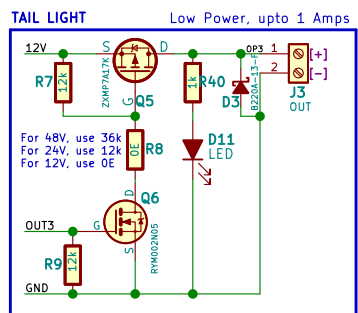 TAIL LIGHT Low Power, upto 1 Amps
12V S D OP3 1 [+]
2 [-]
R7 12k ZXMP7A17K G Q5 1k R40 D3 B220A-13-F J3 OUT
For 48V, use 36k
For 24V, use 12k
For 12V, use 0E
0E R8 D11 LED
D Q6
OUT3 G RYM002N05
R9 12k S
GND